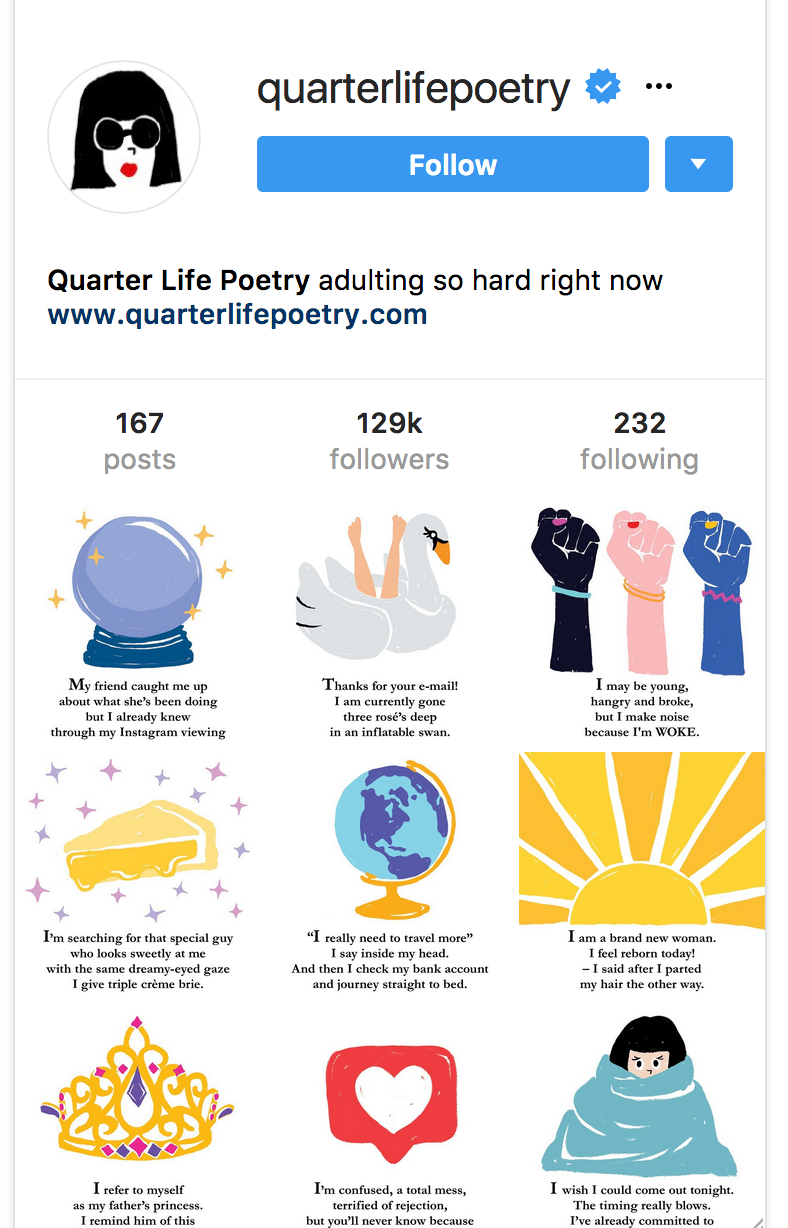 quarterlifepoetry
Follow
Quarter Life Poetry adulting so hard right now
www.quarterlifepoetry.com
167
posts
129k
followers
232
following
My friend caught me up
about what she's been doing
but I already knew
through my Instagram viewing
Thanks for your e-mail!
I am currently gone
three rosé's deep
in an inflatable swan.
I may be young,
hangry and broke,
but I make noise
because I'm WOKE.
I'm searching for that special guy
who looks sweetly at me
with the same dreamy-eyed gaze
I give triple crème brie.
“I really need to travel more”
I say inside my head.
And then I check my bank account
and journey straight to bed.
I am a brand new woman.
I feel reborn today!
– I said after I parted
my hair the other way.
I refer to myself
as my father's princess.
I remind him of this
I'm confused, a total mess,
terrified of rejection,
but you'll never know because
I wish I could come out tonight.
The timing really blows.
I've already committed to